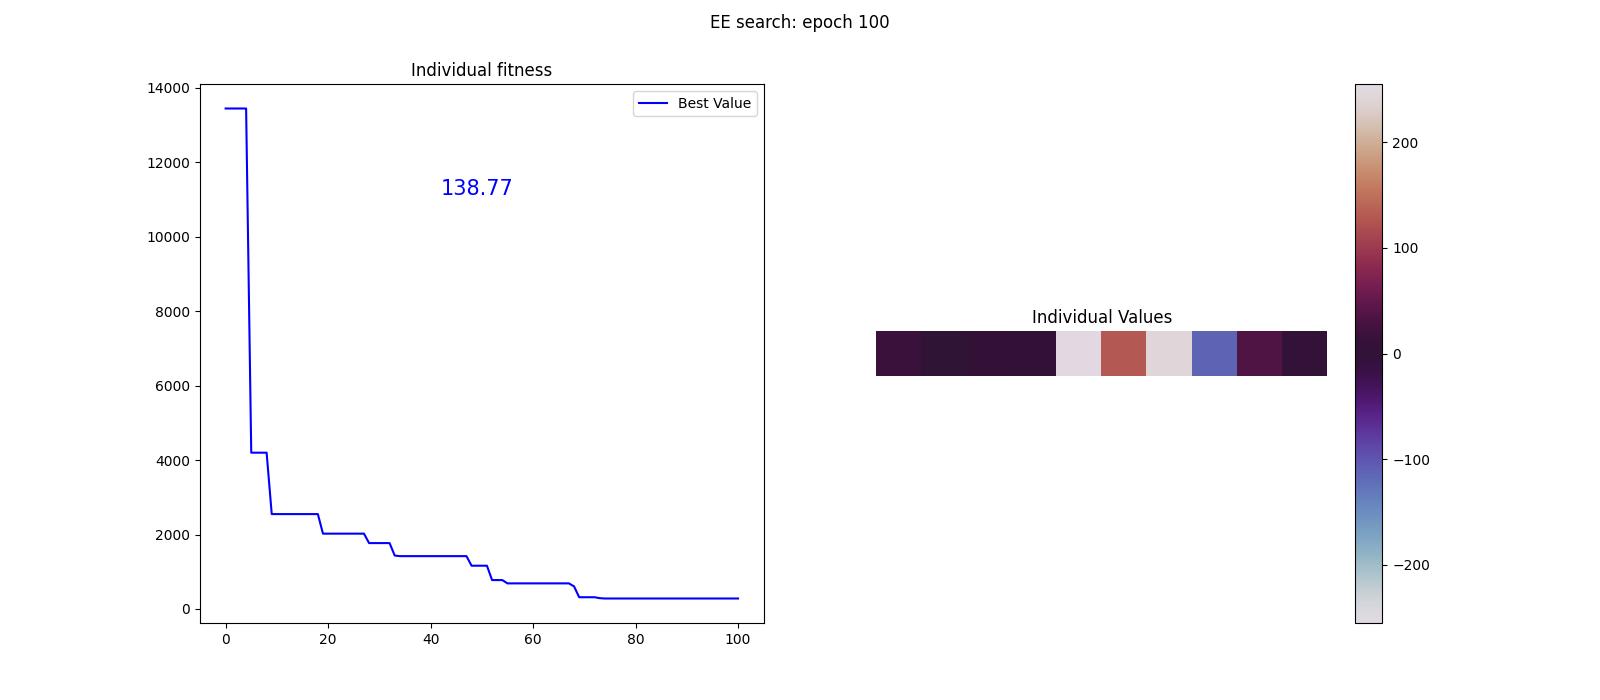 EE search: epoch 100
Individual fitness
14000
12000
10000
8000
6000
4000
2000
0
0 20 40 60 80 100
Best Value
138.77
Individual Values
200
100
0
−100
−200